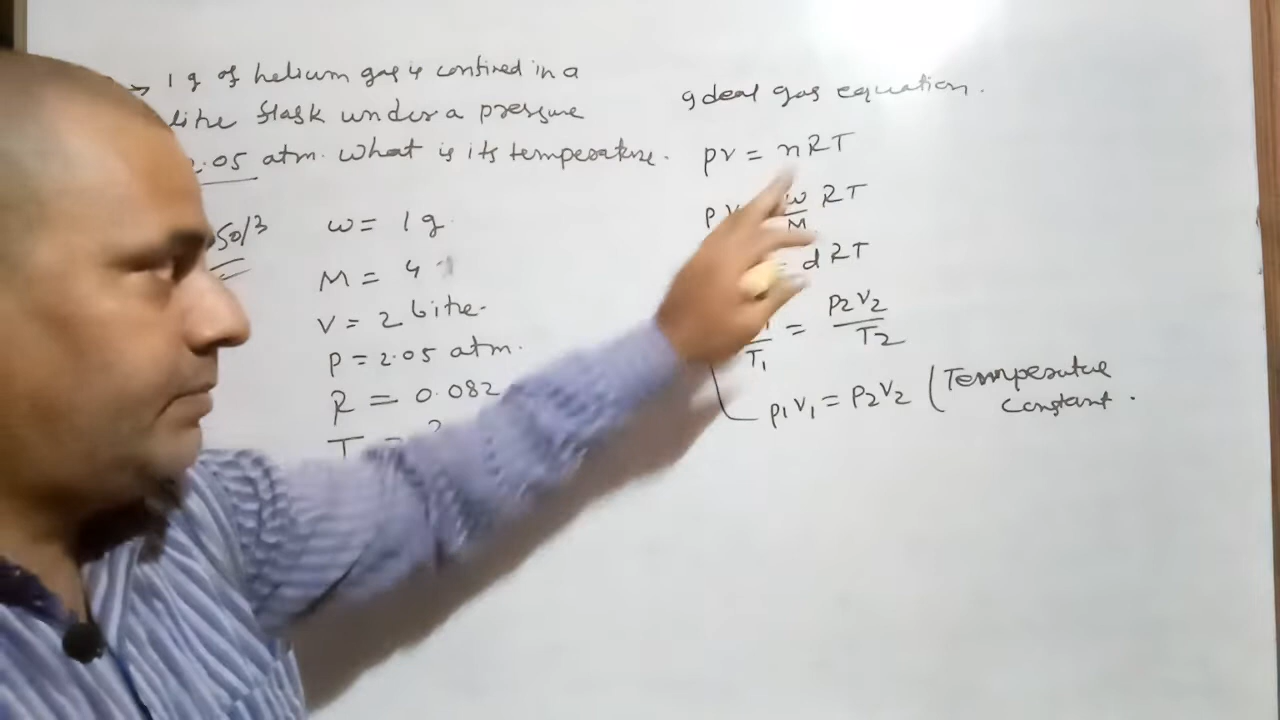 1 g of helium gas is confined in a
litre flask under a pressure
2.05 atm. What is its temperature.
50/3
w = 1 g.
M = 4
V = 2 litre.
P = 2.05 atm.
R = 0.082
T = ?
Ideal gas equation.
PV = nRT
PV w/M RT
= dRT
/T1 = P2V2/T2
P1V1 = P2V2 (Temperature
constant.